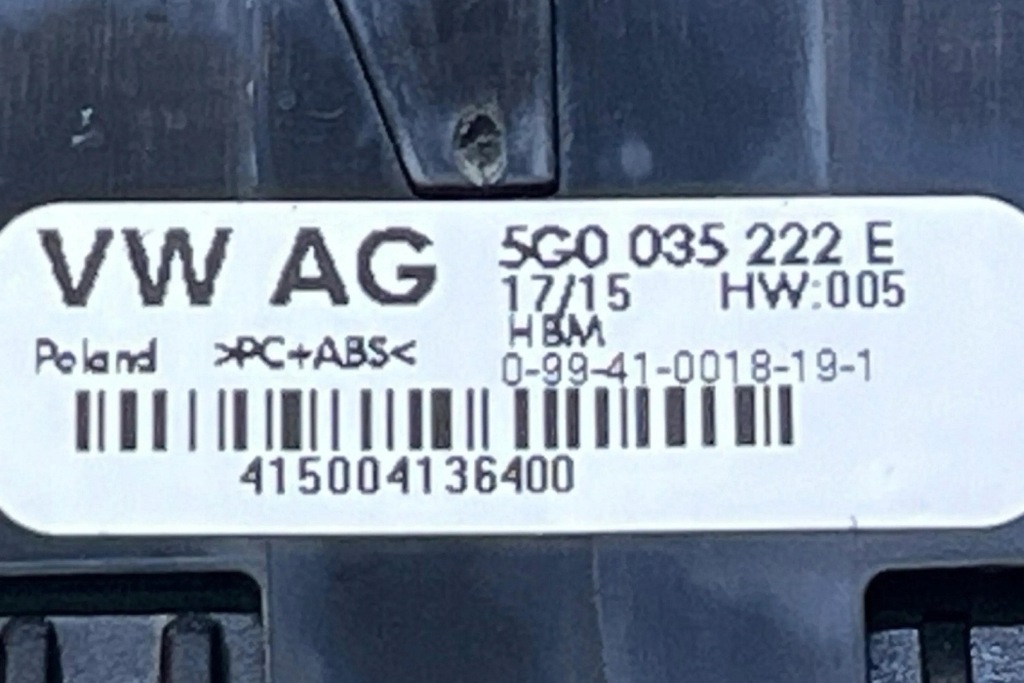 VW AG
5G0 035 222 E
17/15 HW:005
HBM
Poland >PC+ABS<
0-99-41-0018-19-1
415004136400